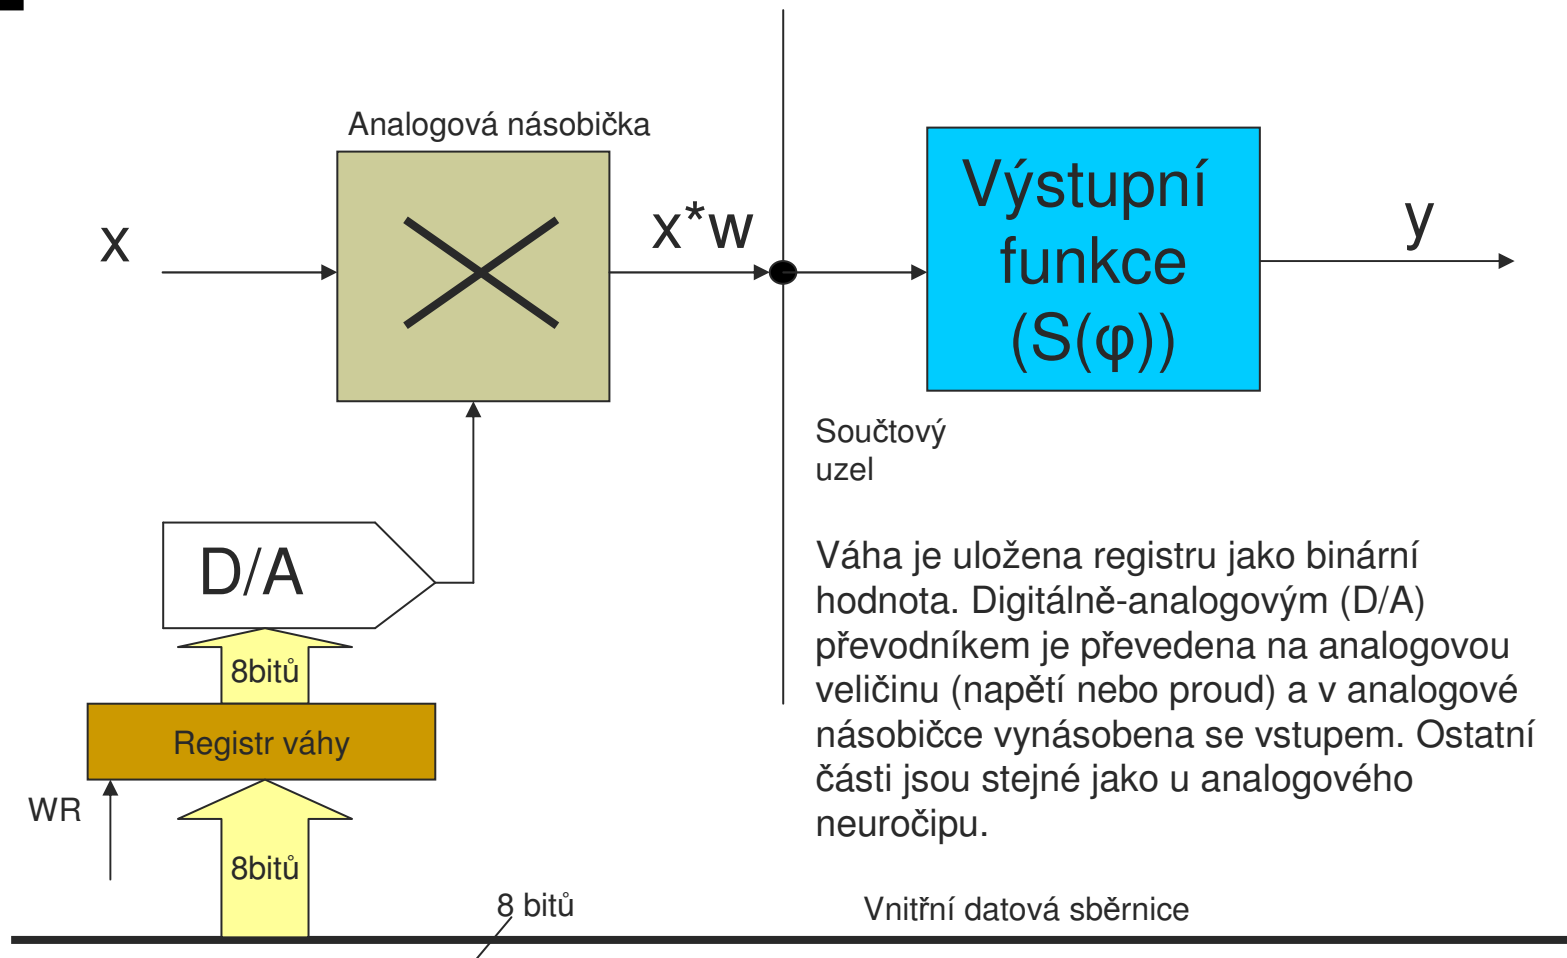 Analogová násobička
x
x*w
Výstupní
funkce
(S(φ))
y
Součtový
uzel
D/A
8bitů
Registr váhy
WR
8bitů
Váha je uložena registru jako binární
hodnota. Digitálně-analogovým (D/A)
převodníkem je převedena na analogovou
veličinu (napětí nebo proud) a v analogové
násobičce vynásobena se vstupem. Ostatní
části jsou stejné jako u analogového
neuročipu.
8 bitů
Vnitřní datová sběrnice